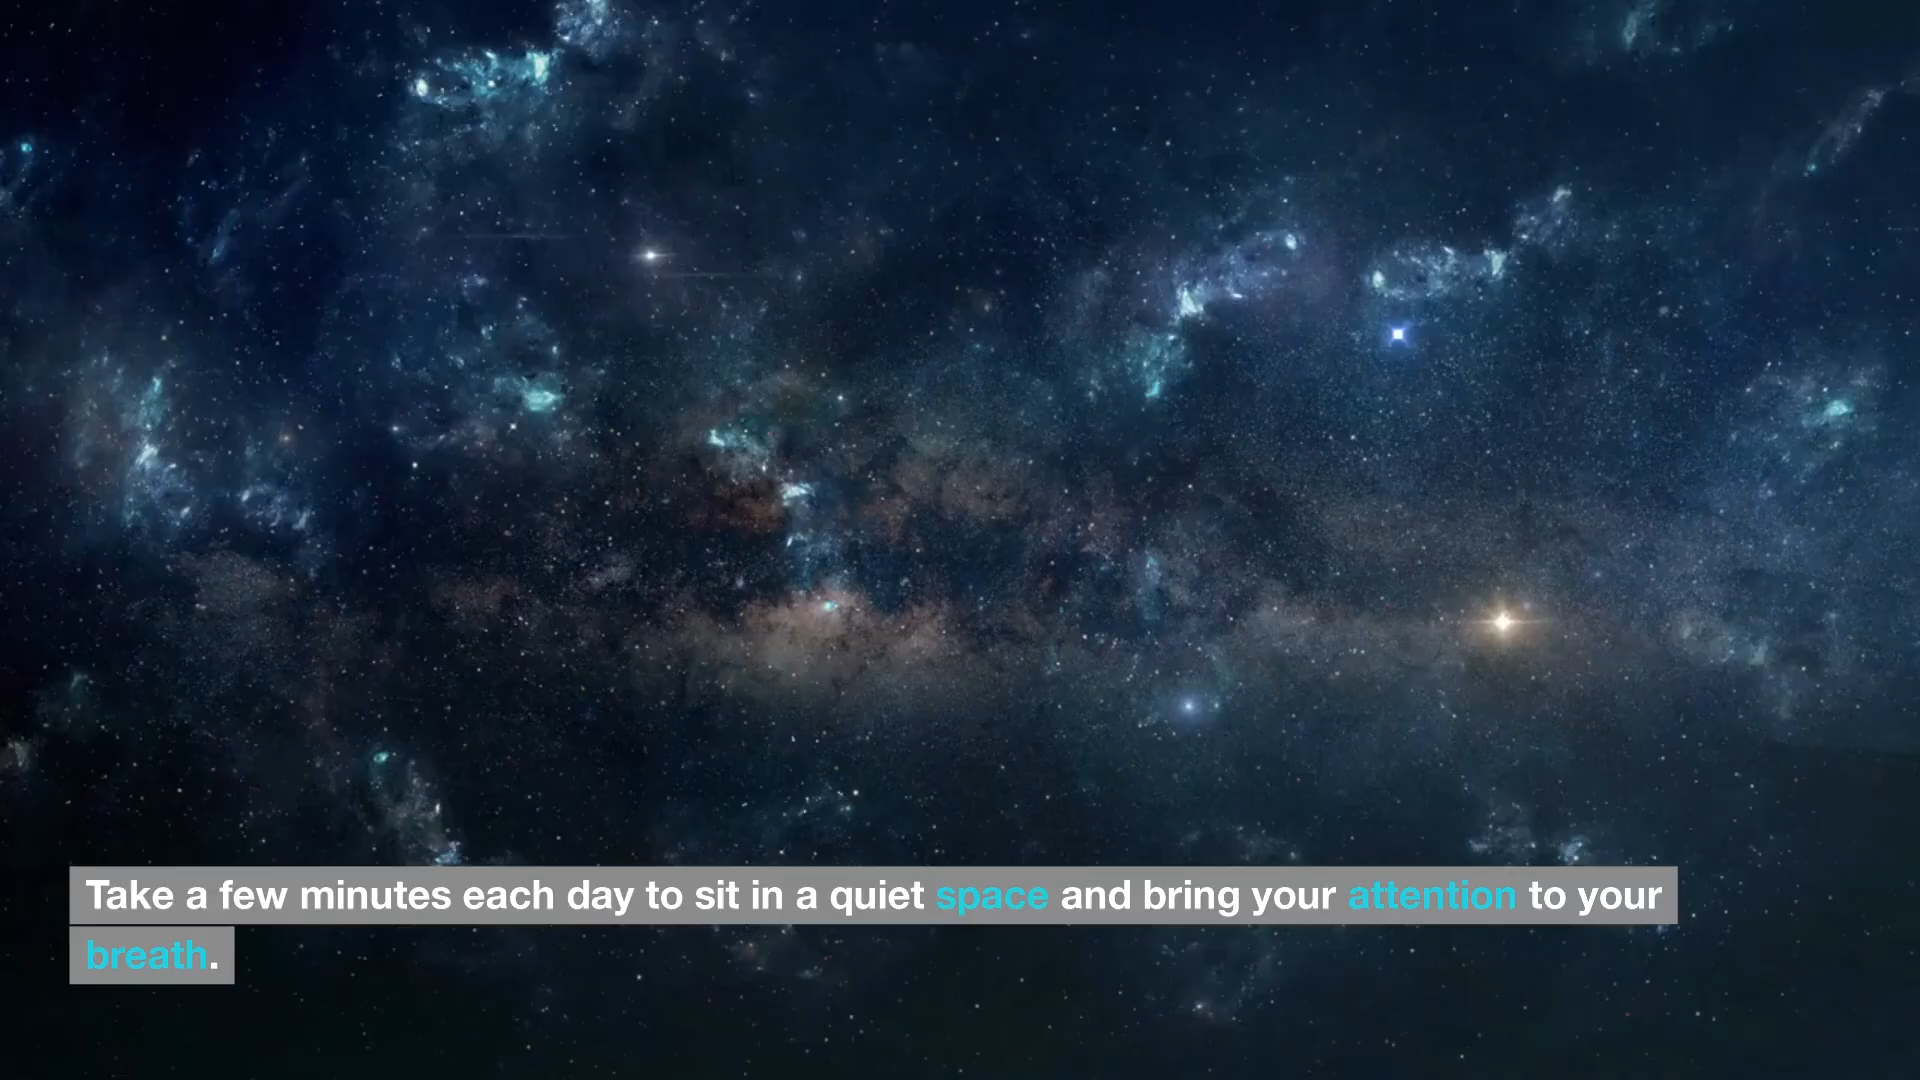 Take a few minutes each day to sit in a quiet space and bring your attention to your
breath.